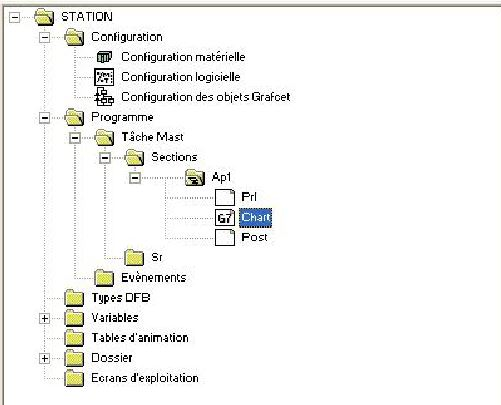 STATION
Configuration
Configuration matérielle
Configuration logicielle
Configuration des objets Grafcet
Programme
Tâche Mast
Sections
Ap1
Prl
G7 Chart
Post
Sr
Evènements
Types DFB
Variables
Tables d'animation
Dossier
Ecrans d'exploitation